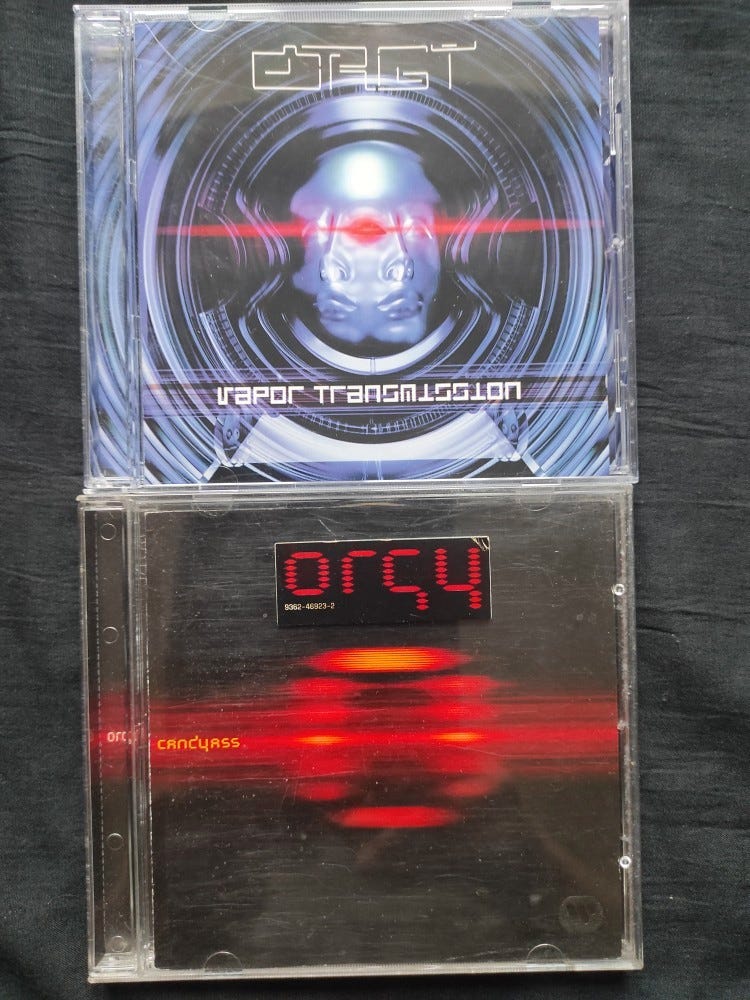 orgy
vapor transmission
orgy
9362-46923-2
orgy
candyass